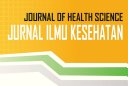 JOURNAL OF HEALTH SCIENCE
JURNAL ILMU KESEHATAN